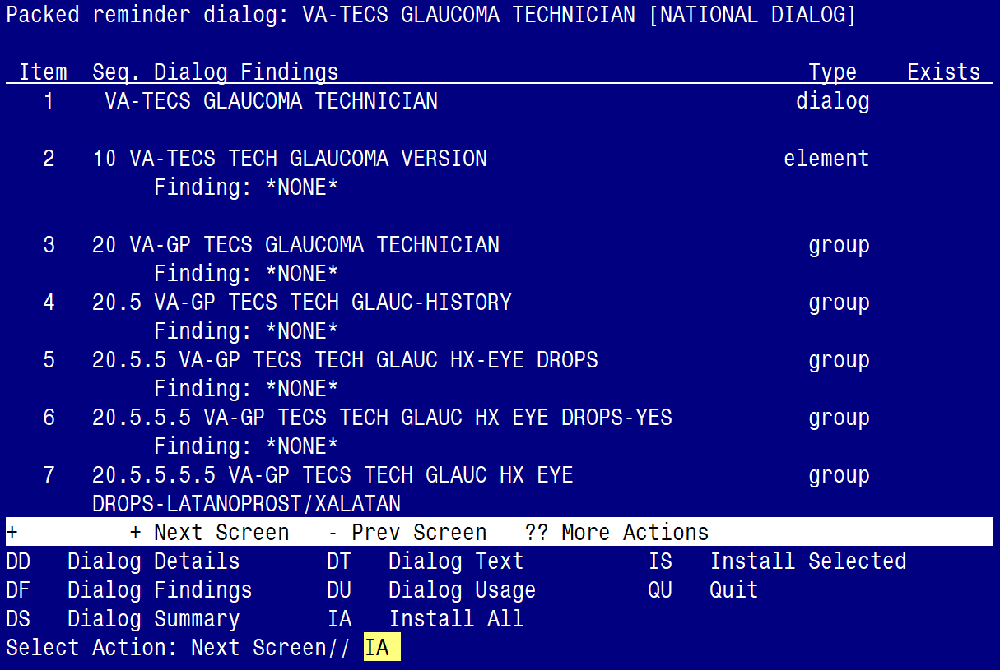 Packed reminder dialog: VA-TECS GLAUCOMA TECHNICIAN [NATIONAL DIALOG]
Item Seq. Dialog Findings Type Exists
1 VA-TECS GLAUCOMA TECHNICIAN dialog
2 10 VA-TECS TECH GLAUCOMA VERSION element
Finding: *NONE*
3 20 VA-GP TECS GLAUCOMA TECHNICIAN group
Finding: *NONE*
4 20.5 VA-GP TECS TECH GLAUC-HISTORY group
Finding: *NONE*
5 20.5.5 VA-GP TECS TECH GLAUC HX-EYE DROPS group
Finding: *NONE*
6 20.5.5.5 VA-GP TECS TECH GLAUC HX EYE DROPS-YES group
Finding: *NONE*
7 20.5.5.5.5 VA-GP TECS TECH GLAUC HX EYE group
DROPS-LATANOPROST/XALATAN
+ + Next Screen - Prev Screen ?? More Actions
DD Dialog Details DT Dialog Text IS Install Selected
DF Dialog Findings DU Dialog Usage QU Quit
DS Dialog Summary IA Install All
Select Action: Next Screen// IA